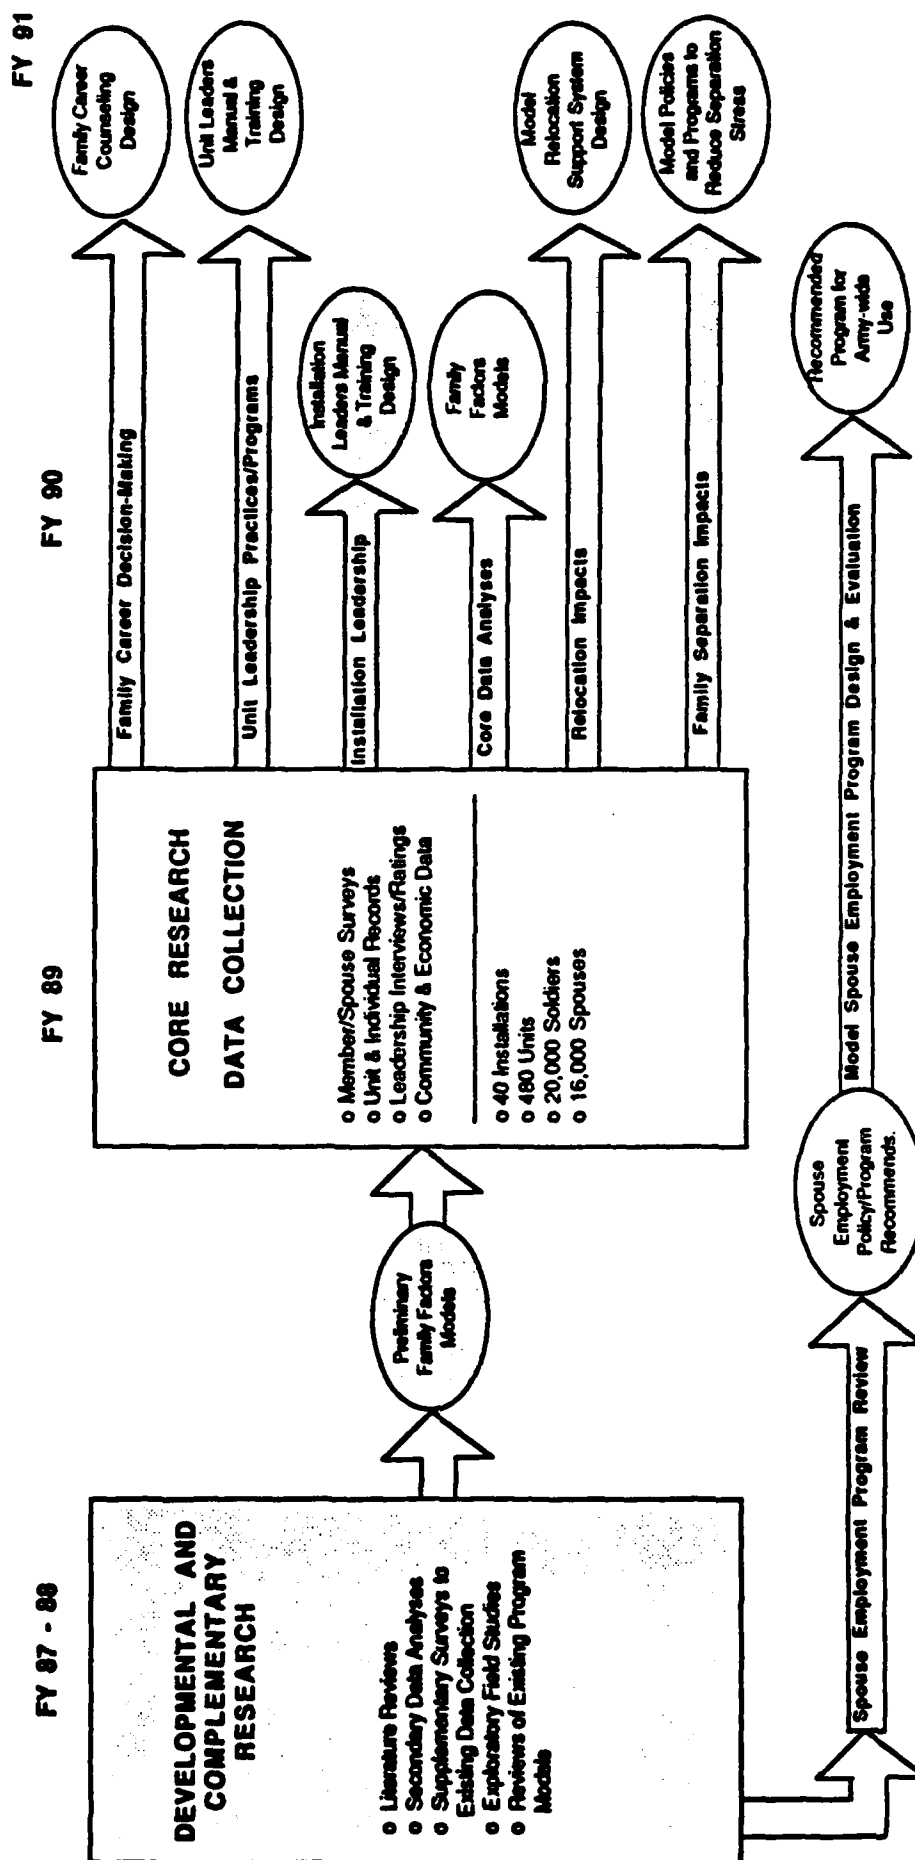 FY 87 - 88
FY 89
FY 90
FY 91
DEVELOPMENTAL AND
COMPLEMENTARY
RESEARCH
o Literature Reviews
o Secondary Data Analyses
o Supplementary Surveys to
Existing Data Collection
o Exploratory Field Studies
o Reviews of Existing Program
Models
Preliminary
Family Factors
Models
CORE RESEARCH
DATA COLLECTION
o Member/Spouse Surveys
o Unit & Individual Records
o Leadership Interviews/Ratings
o Community & Economic Data
o 40 Installations
o 480 Units
o 20,000 Soldiers
o 16,000 Spouses
Family Career Decision-Making
Family Career
Counseling
Design
Unit Leadership Practices/Programs
Unit Leaders
Manual &
Training
Design
Installation Leadership
Installation
Leaders Manual
& Training
Design
Core Data Analyses
Family
Factors
Models
Relocation Impacts
Model
Relocation
Support System
Design
Family Separation Impacts
Model Policies
and Programs to
Reduce Separation
Stress
Spouse Employment Program Review
Spouse
Employment
Policy/Program
Recommends.
Model Spouse Employment Program Design & Evaluation
Recommended
Program for
Army-wide
Use